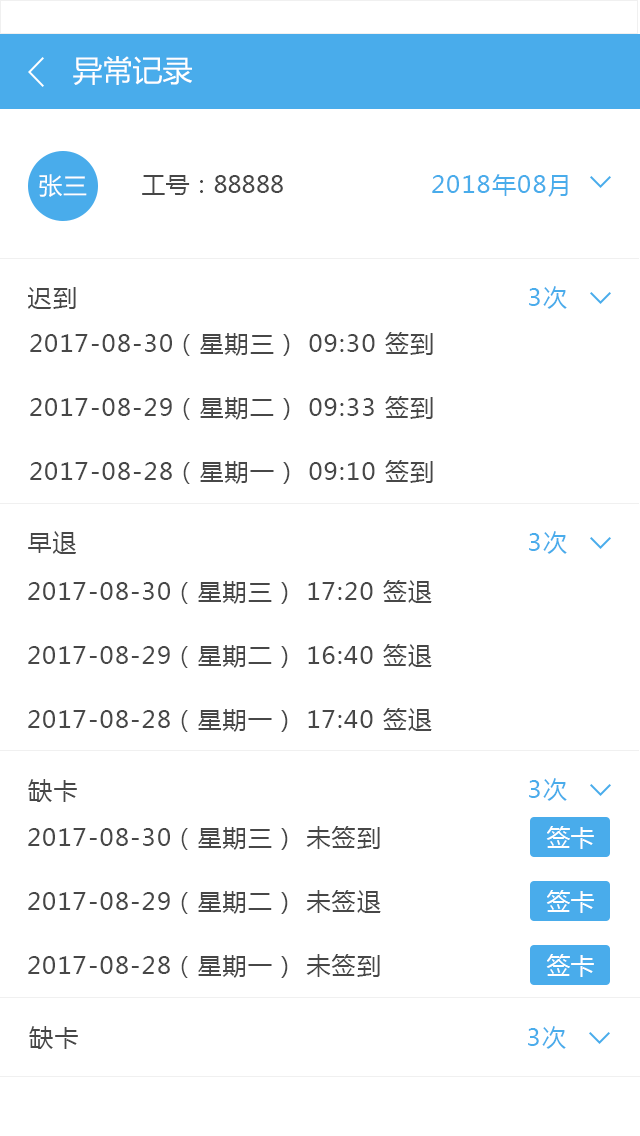 异常记录
张三 工号：88888 2018年08月
迟到 3次
2017-08-30（星期三） 09:30 签到
2017-08-29（星期二） 09:33 签到
2017-08-28（星期一） 09:10 签到
早退 3次
2017-08-30（星期三） 17:20 签退
2017-08-29（星期二） 16:40 签退
2017-08-28（星期一） 17:40 签退
缺卡 3次
2017-08-30（星期三） 未签到 签卡
2017-08-29（星期二） 未签退 签卡
2017-08-28（星期一） 未签到 签卡
缺卡 3次